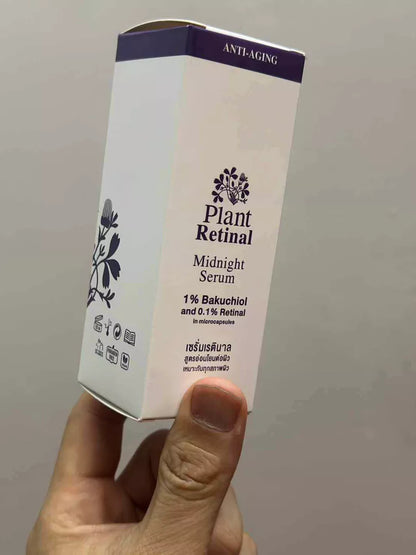 ANTI-AGING
Plant
Retinal
Midnight
Serum
1% Bakuchiol
and 0.1% Retinal
in microcapsules
เซรั่มเรตินาล
สูตรอ่อนโยนต่อผิว
เหมาะกับทุกสภาพผิว